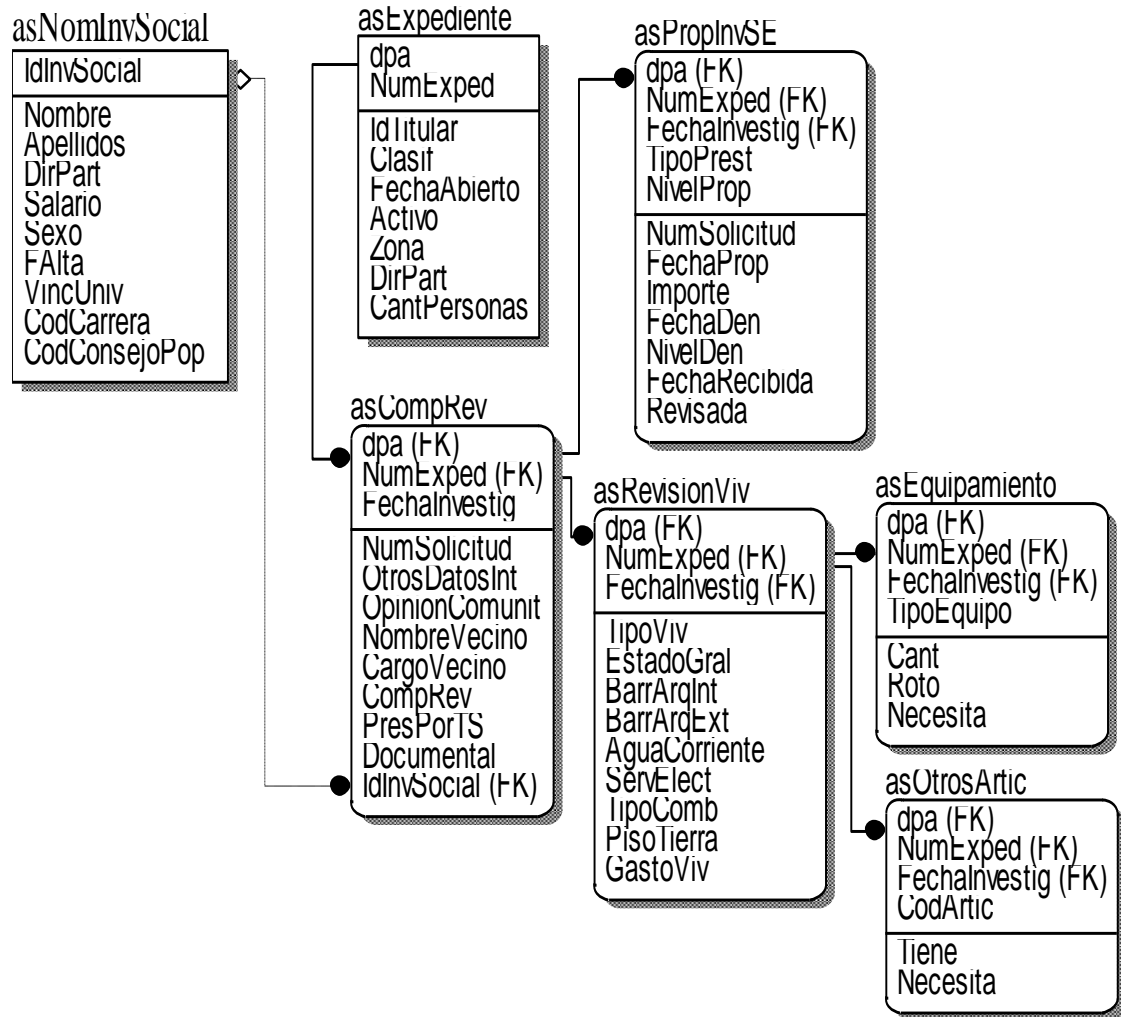 asNomInvSocial
IdInvSocial
Nombre
Apellidos
DirPart
Salario
Sexo
FAlta
VincUniv
CodCarrera
CodConsejoPop
asExpediente
dpa
NumExped
IdTitular
Clasif
FechaAbierto
Activo
Zona
DirPart
CantPersonas
asPropInvSE
dpa (FK)
NumExped (FK)
FechaInvestig (FK)
TipoPrest
NivelProp
NumSolicitud
FechaProp
Importe
FechaDen
NivelDen
FechaRecibida
Revisada
asCompRev
dpa (FK)
NumExped (FK)
FechaInvestig
NumSolicitud
OtrosDatosInt
OpinionComunit
NombreVecino
CargoVecino
CompRev
PresPorTS
Documental
IdInvSocial (FK)
asRevisionViv
dpa (FK)
NumExped (FK)
FechaInvestig (FK)
TipoViv
EstadoGral
BarrArqInt
BarrArqExt
AguaCorriente
ServElect
TipoComb
PisoTierra
GastoViv
asEquipamiento
dpa (FK)
NumExped (FK)
FechaInvestig (FK)
TipoEquipo
Cant
Roto
Necesita
asOtrosArtic
dpa (FK)
NumExped (FK)
FechaInvestig (FK)
CodArtic
Tiene
Necesita